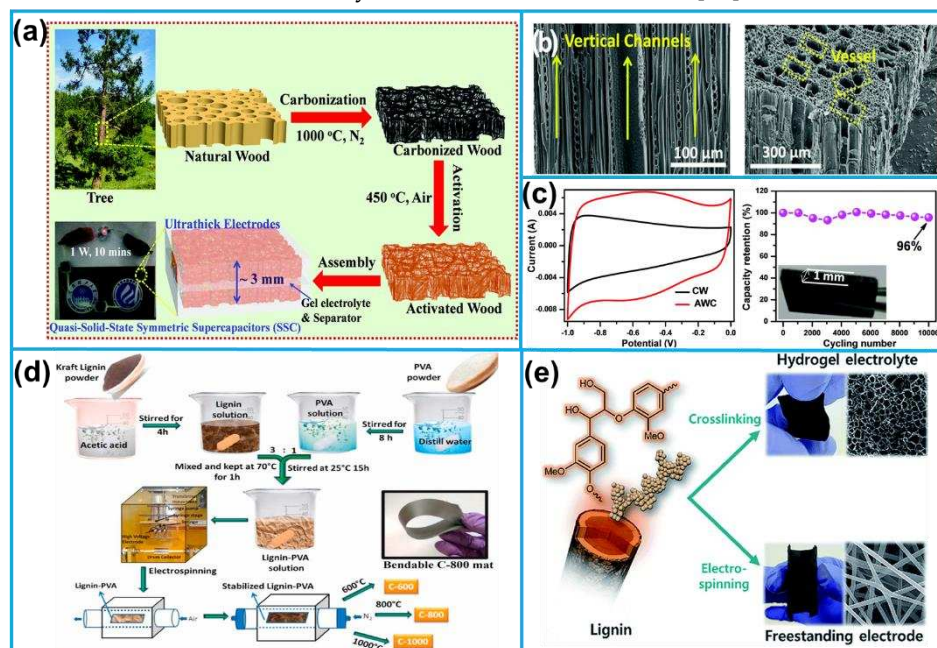 (a)
Tree
Natural Wood
Carbonization
1000 °C, N2
Carbonized Wood
Activation
450 °C, Air
Activated Wood
Assembly
Ultrathick Electrodes
~ 3 mm
Gel electrolyte
& Separator
1 W, 10 mins
Quasi-Solid-State Symmetric Supercapacitors (SSC)
(b)
Vertical Channels
100 µm
Vessel
300 µm
(c)
Current (A)
0.004
0.000
-0.004
-0.008
-1.0 -0.8 -0.6 -0.4 -0.2 0.0
Potential (V)
CW
AWC
Capacity retention (%)
120
100
80
60
40
20
0
0 2000 4000 6000 8000 10000
Cycling number
96%
1 mm
(d)
Kraft Lignin
powder
Stirred for
4h
Acetic acid
Lignin
solution
PVA
solution
Stirred for
8 h
PVA
powder
Distill water
3 : 1
Mixed and kept at 70°C
for 1h
Stirred at 25°C 15h
Lignin-PVA
solution
High Voltage
Electrode
Drum Collector
Electrospinning
Bendable C-800 mat
Lignin-PVA
Air
Stabilized Lignin-PVA
N2
600°C
800°C
1000°C
C-600
C-800
C-1000
(e)
HO
HO
O
MeO
MeO
O
Lignin
Crosslinking
Hydrogel electrolyte
Electro-
spinning
Freestanding electrode